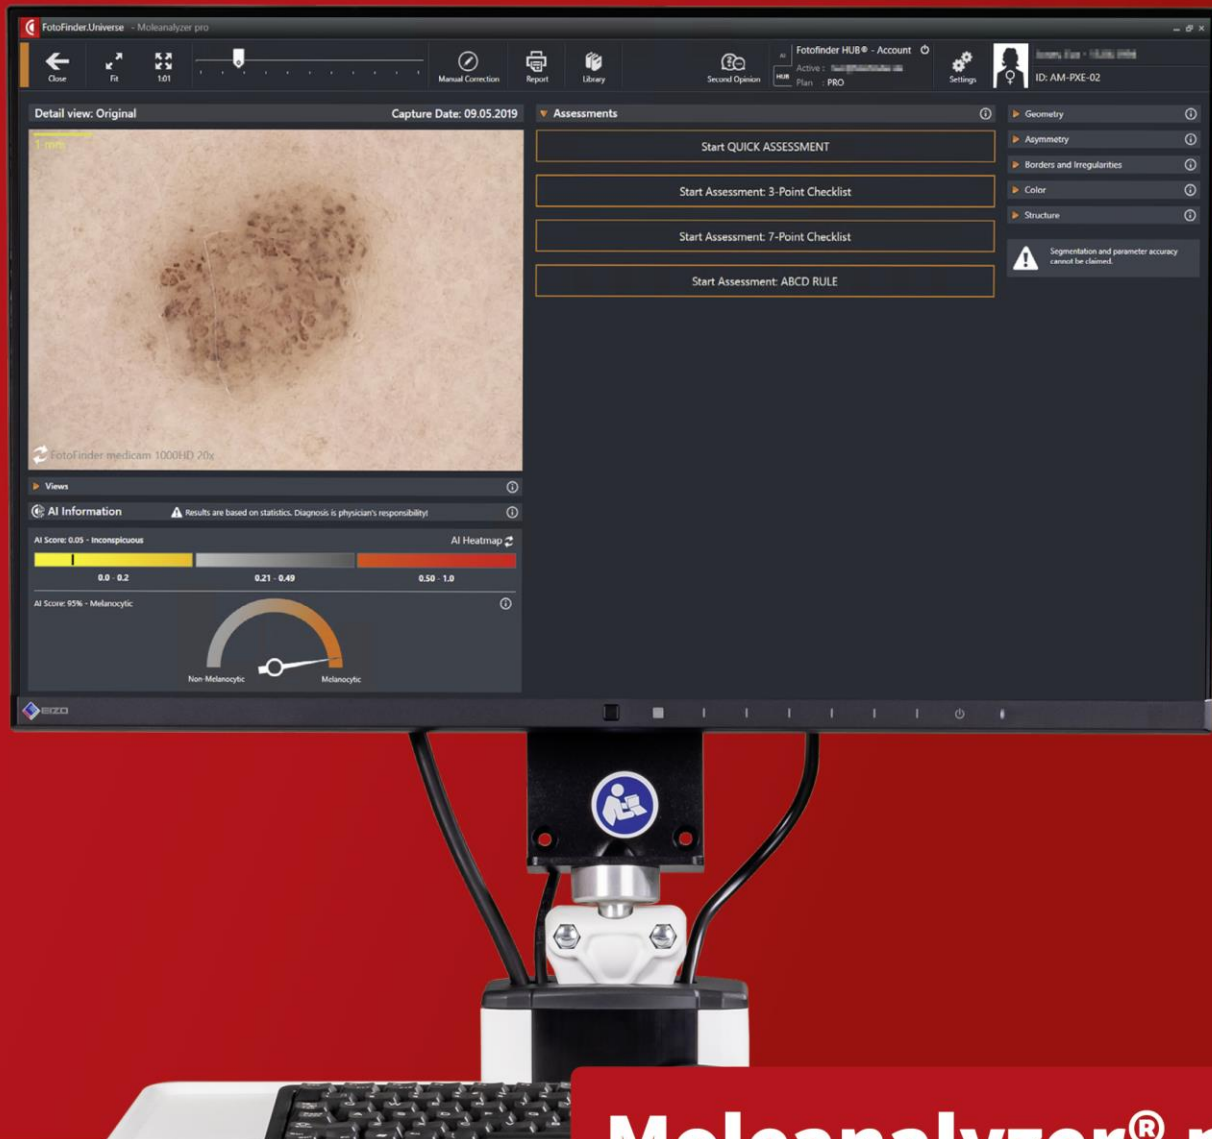 FotoFinder.Universe - Moleanalyzer pro
Close
Fit
1.01
Manual Correction
Report
Library
Second Opinion
AI
HUB
Fotofinder HUB® - Account
Active :
Plan : PRO
Settings
ID: AM-PXE-02
Detail view: Original
Capture Date: 09.05.2019
1 mm
FotoFinder medicam 1000HD 20x
Views
AI Information
Results are based on statistics. Diagnosis is physician's responsibility!
AI Score: 0.05 - Inconspicuous
AI Heatmap
0.0 - 0.2
0.21 - 0.49
0.50 - 1.0
AI Score: 95% - Melanocytic
Non-Melanocytic
Melanocytic
Assessments
Start QUICK ASSESSMENT
Start Assessment: 3-Point Checklist
Start Assessment: 7-Point Checklist
Start Assessment: ABCD RULE
Geometry
Asymmetry
Borders and Irregularities
Color
Structure
Segmentation and parameter accuracy
cannot be claimed.
EIZO
Moleanalyzer®